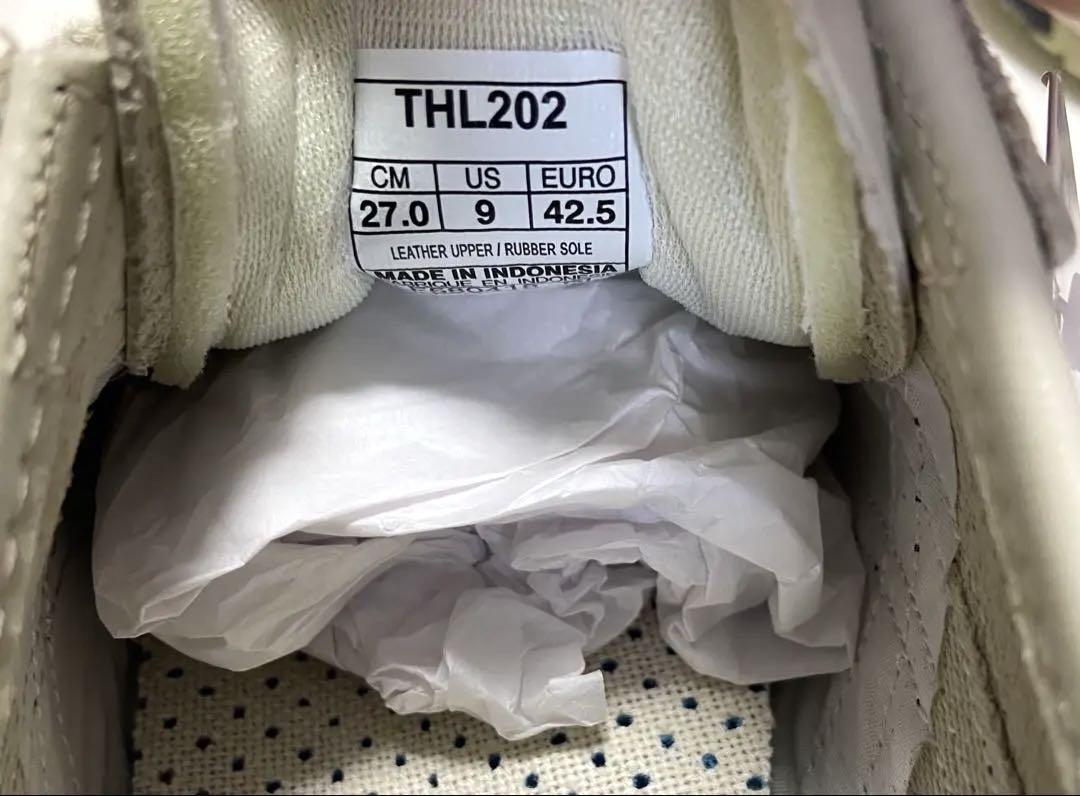 THL202
CM US EURO
27.0 9 42.5
LEATHER UPPER / RUBBER SOLE
MADE IN INDONESIA